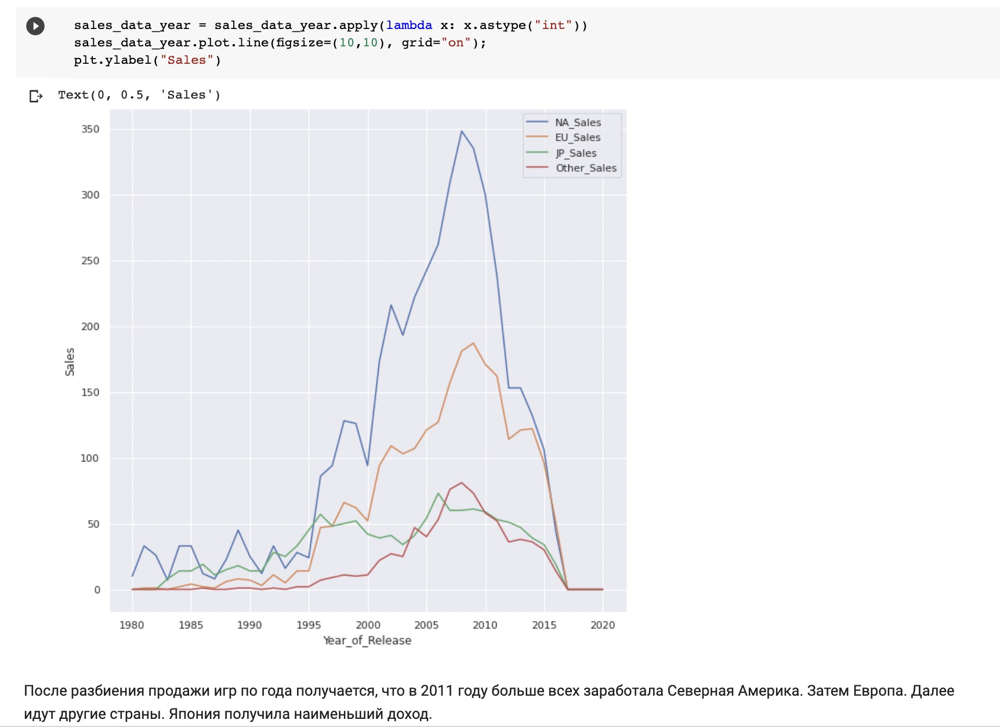 sales_data_year = sales_data_year.apply(lambda x: x.astype("int"))
sales_data_year.plot.line(figsize=(10,10), grid="on");
plt.ylabel("Sales")
Text(0, 0.5, 'Sales')
NA_Sales
EU_Sales
JP_Sales
Other_Sales
350
300
250
200
150
100
50
0
Sales
1980 1985 1990 1995 2000 2005 2010 2015 2020
Year_of_Release
После разбиения продажи игр по года получается, что в 2011 году больше всех заработала Северная Америка. Затем Европа. Далее
идут другие страны. Япония получила наименьший доход.